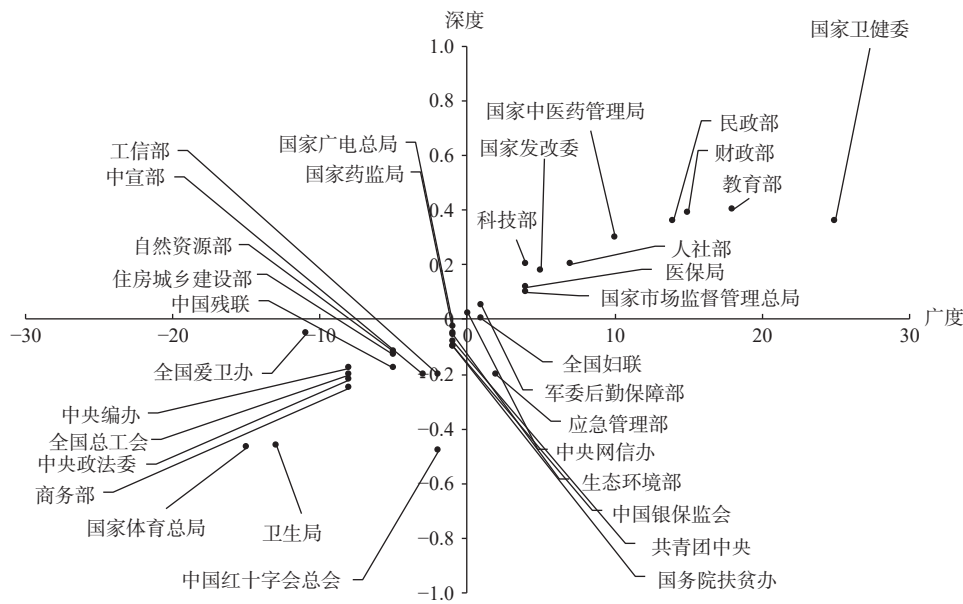 深度
1.0
国家卫健委
0.8
国家中医药管理局
民政部
国家广电总局
国家发改委
工信部
0.6
财政部
国家药监局
中宣部
教育部
0.4
科技部
自然资源部
人社部
0.2
医保局
住房城乡建设部
国家市场监督管理总局
中国残联
广度
−30
−20
−10
0
10
20
30
全国妇联
全国爱卫办
−0.2
军委后勤保障部
中央编办
应急管理部
−0.4
全国总工会
中央网信办
中央政法委
生态环境部
商务部
−0.6
中国银保监会
国家体育总局
卫生局
共青团中央
−0.8
中国红十字会总会
国务院扶贫办
−1.0